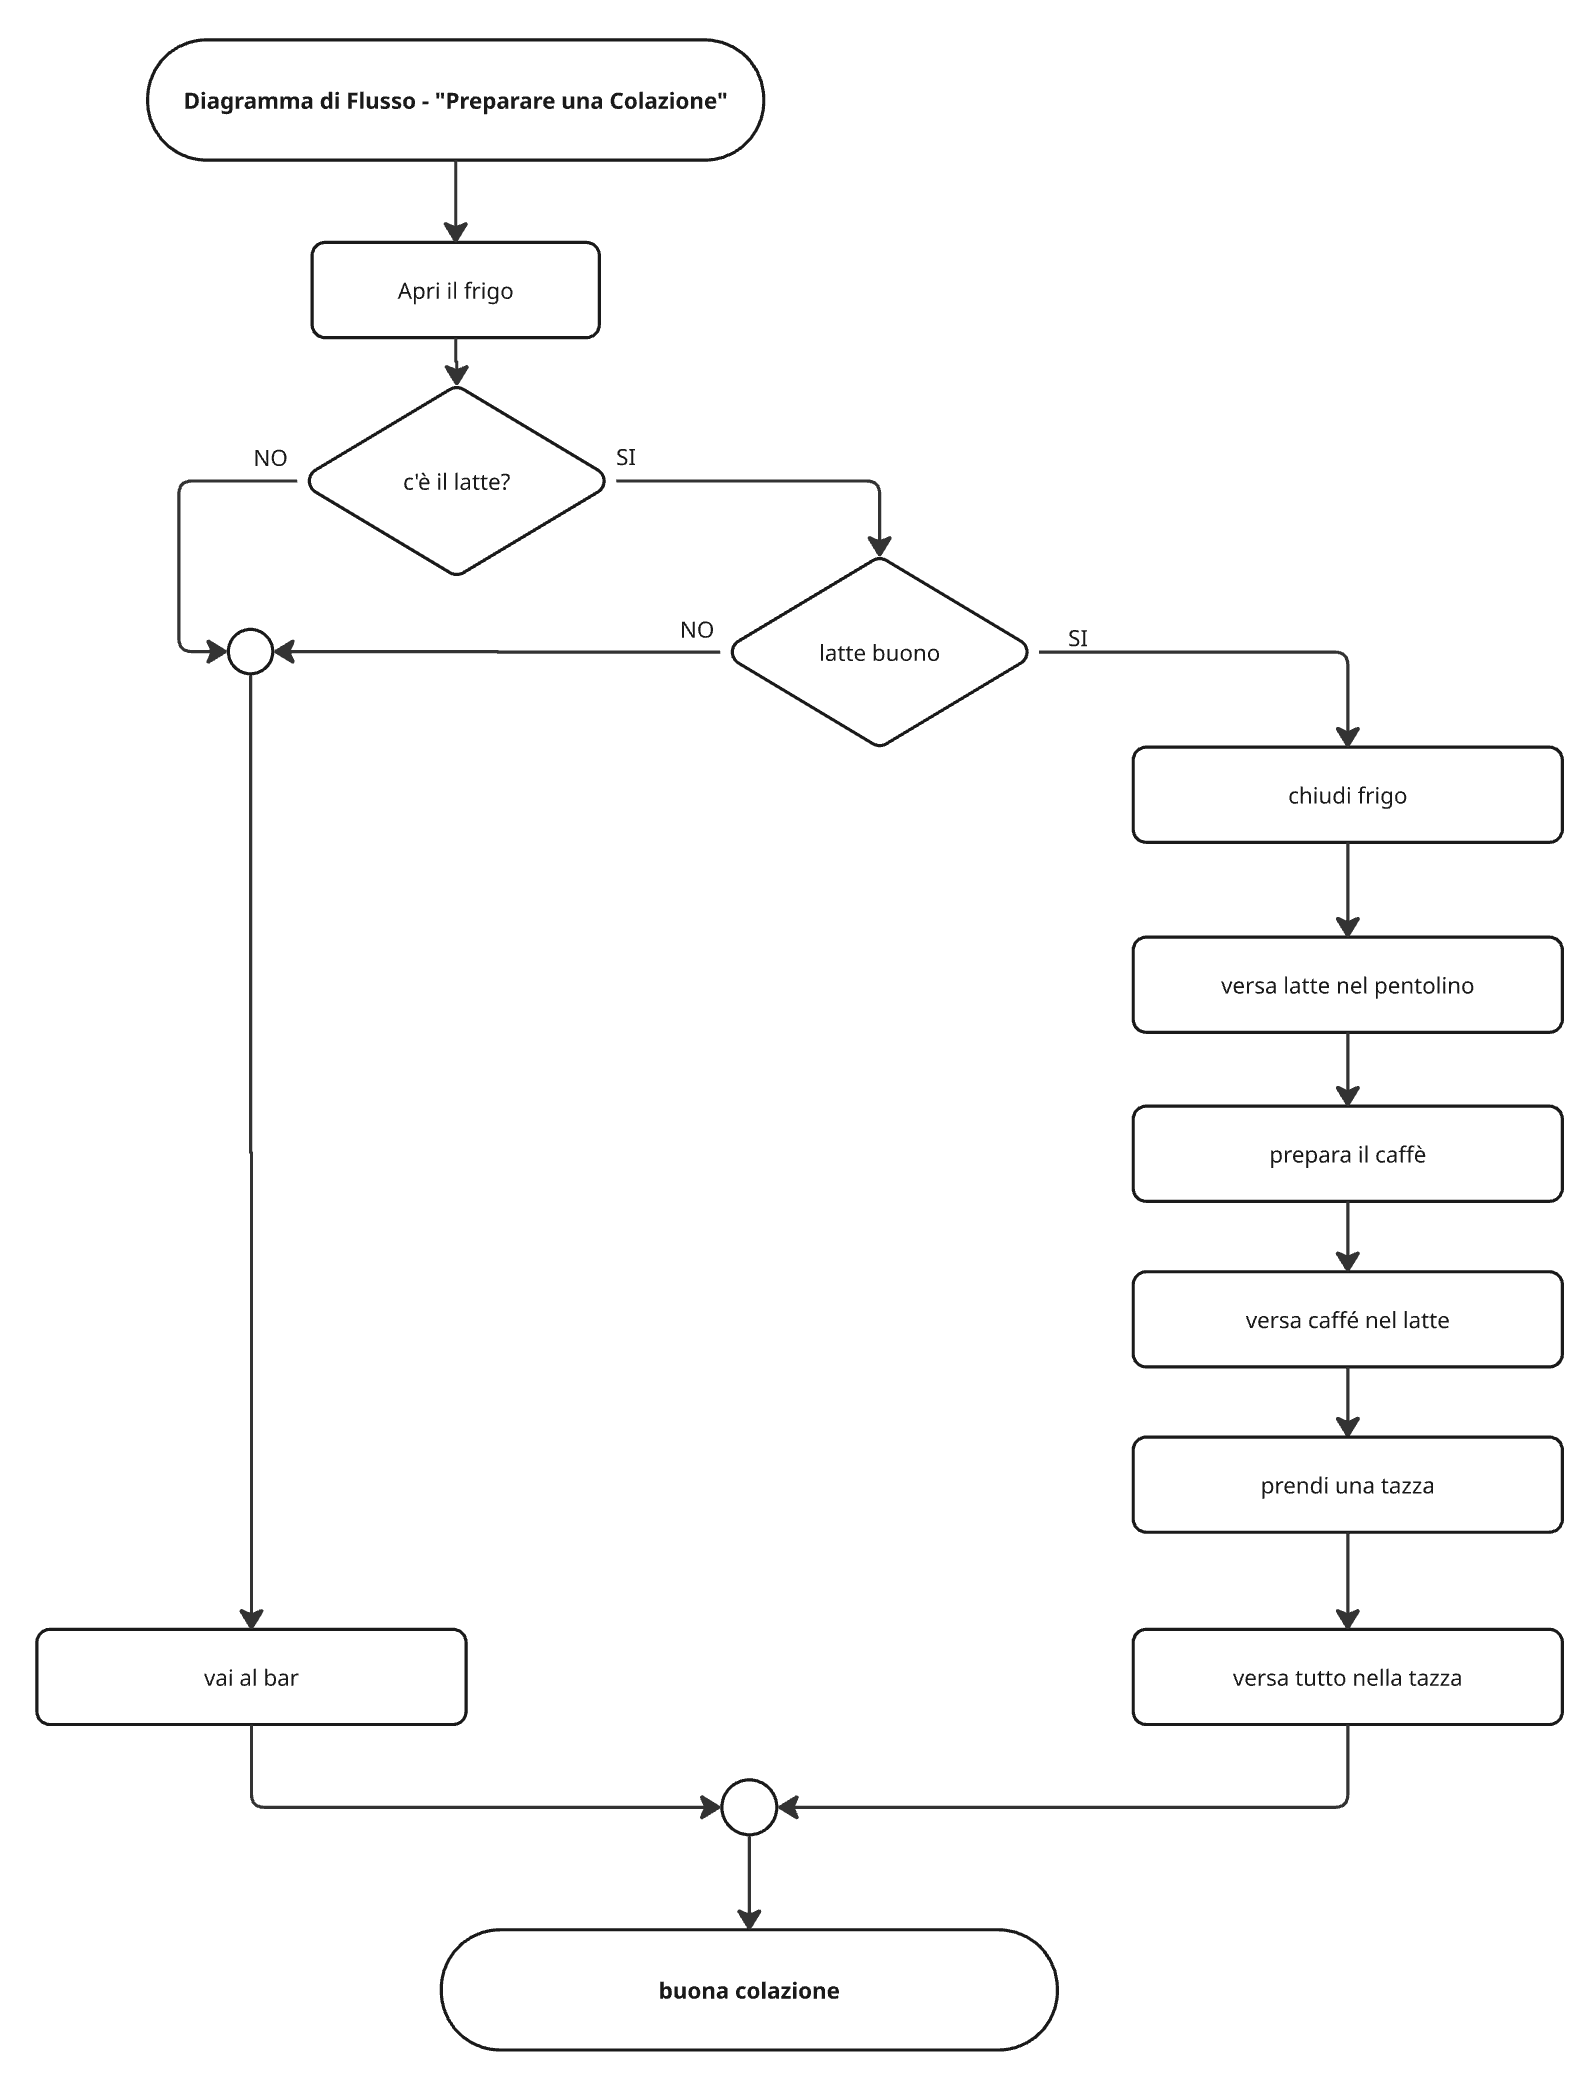 Diagramma di Flusso - "Preparare una Colazione"
Apri il frigo
NO
SI
c'è il latte?
NO
SI
latte buono
chiudi frigo
versa latte nel pentolino
prepara il caffè
versa caffé nel latte
prendi una tazza
vai al bar
versa tutto nella tazza
buona colazione